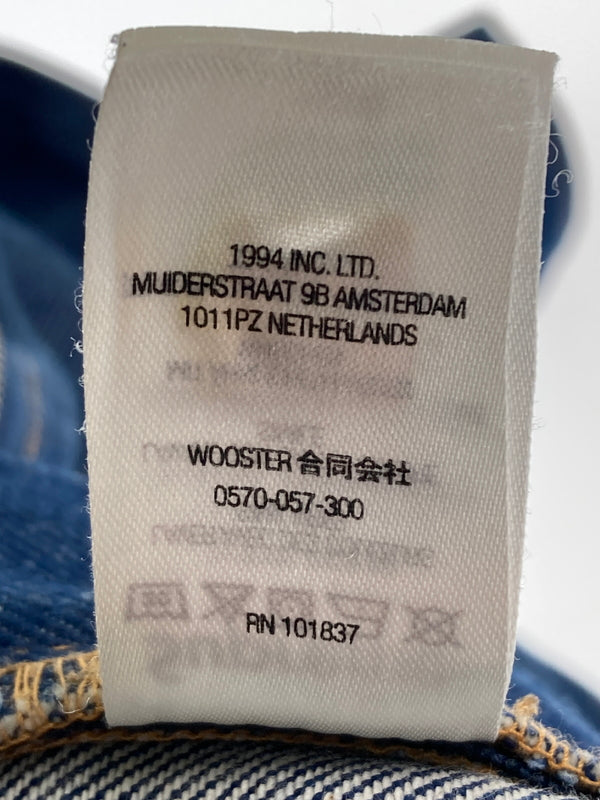 1994 INC. LTD.
MUIDERSTRAAT 9B AMSTERDAM
1011PZ NETHERLANDS
WOOSTER 合同会社
0570-057-300
RN 101837